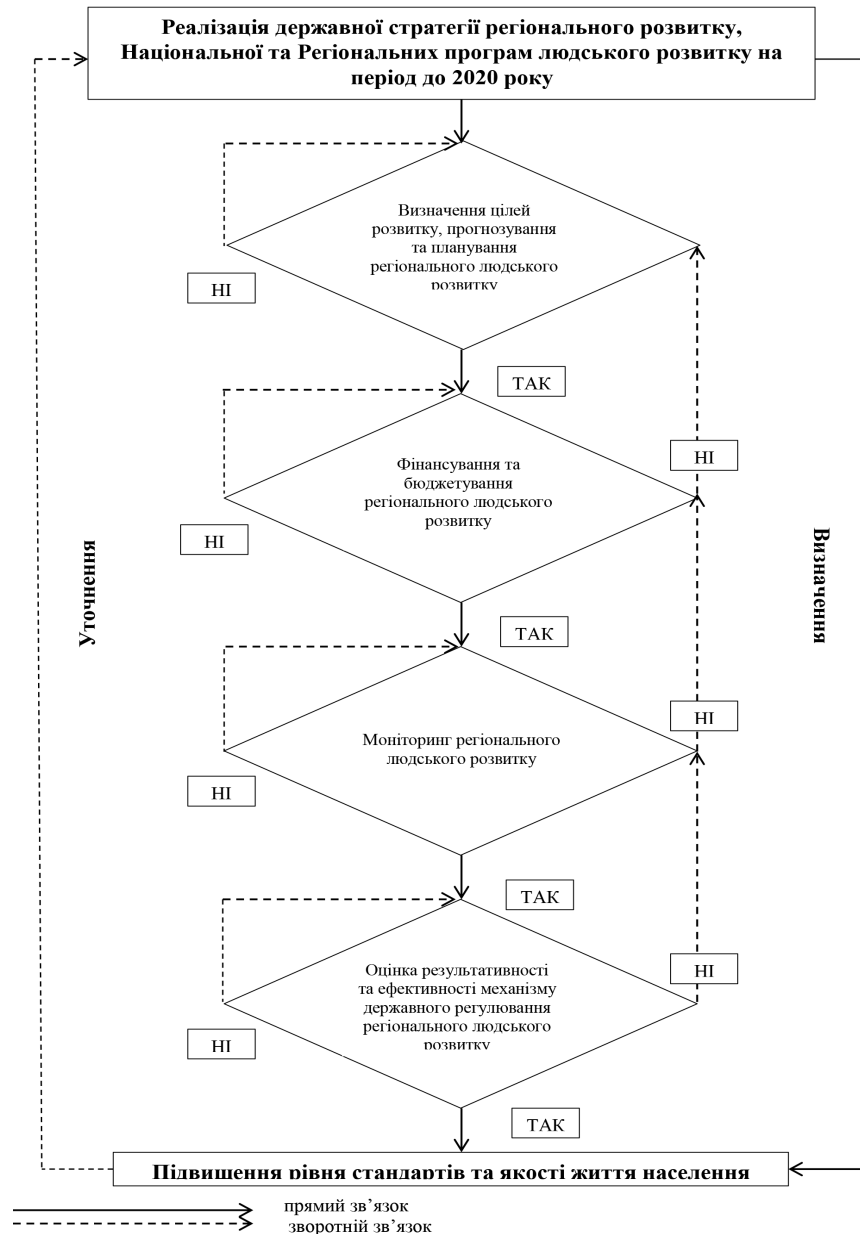 Реалізація державної стратегії регіонального розвитку,
Національної та Регіональних програм людського розвитку на
період до 2020 року
Визначення цілей
розвитку, прогнозування
та планування
регіонального людського
розвитку
НІ
ТАК
Фінансування та
бюджетування
регіонального людського
розвитку
НІ
НІ
Уточнення
Визначення
ТАК
Моніторинг регіонального
людського розвитку
НІ
НІ
ТАК
Оцінка результативності
та ефективності механізму
державного регулювання
регіонального людського
розвитку
НІ
НІ
ТАК
Підвищення рівня стандартів та якості життя населення
прямий зв’язок
зворотній зв’язок